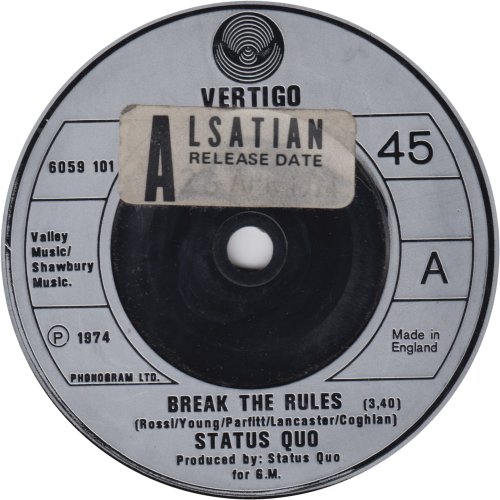 VERTIGO
ALSATIAN
RELEASE DATE
6059 101
45
Valley
Music/
Shawbury
Music.
A
Ⓟ 1974
Made in
England
PHONOGRAM LTD.
BREAK THE RULES (3,40)
(Rossi/Young/Parfitt/Lancaster/Coghlan)
STATUS QUO
Produced by: Status Quo
for G.M.